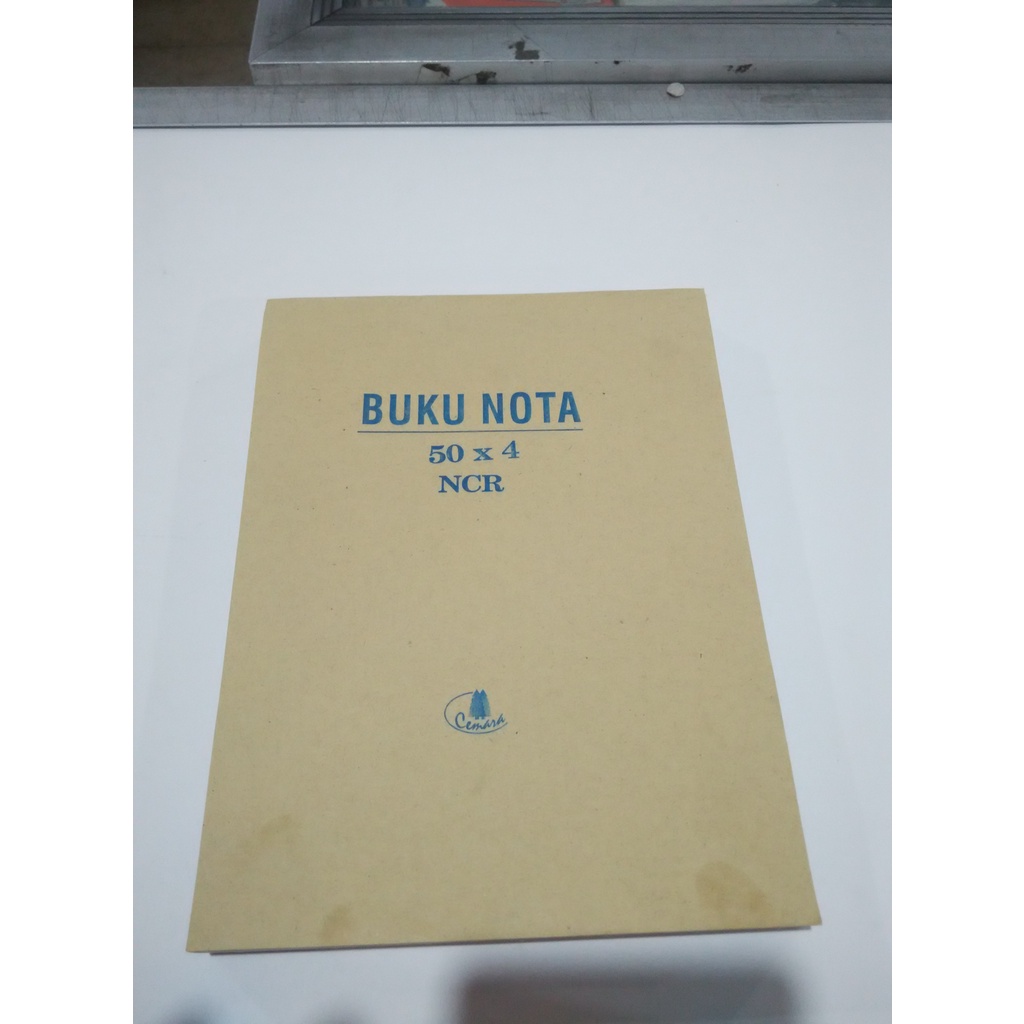 BUKU NOTA
50 x 4
NCR
Cemara